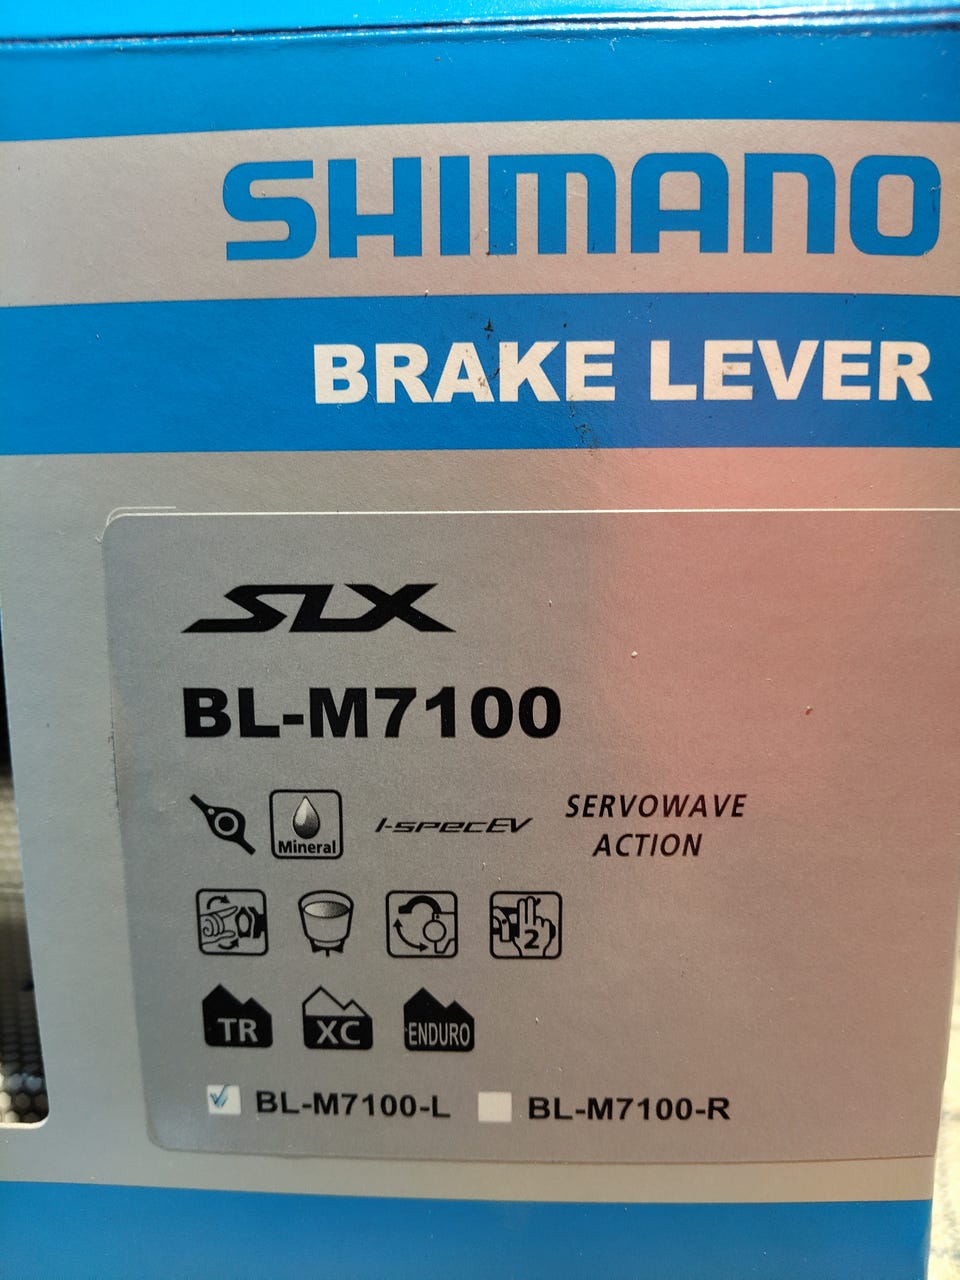 SHIMANO
BRAKE LEVER
SLX
BL-M7100
Mineral
I-SPEC EV
SERVOWAVE
ACTION
2
TR
XC
ENDURO
BL-M7100-L
BL-M7100-R